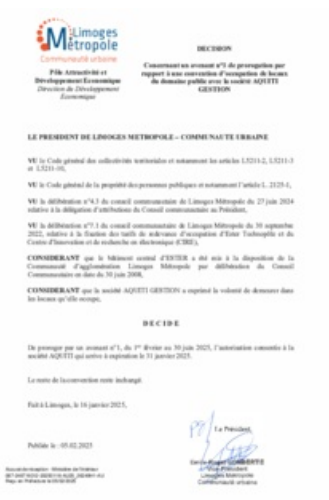 Limoges
Métropole
Communauté urbaine
Pôle Attractivité et
Développement Économique
Direction du Développement
Économique
DECISION
Concernant un avenant n°1 de prorogation par
rapport à une convention d'occupation de locaux
du domaine public avec la société AQUITI
GESTION
LE PRESIDENT DE LIMOGES METROPOLE – COMMUNAUTE URBAINE
VU le Code général des collectivités territoriales et notamment les articles L5211-2, L5211-3
et L5211-10,
VU le Code général de la propriété des personnes publiques et notamment l'article L. 2125-1,
VU la délibération n°4.3 du conseil communautaire de Limoges Métropole du 27 juin 2024
relative à la délégation d'attributions du Conseil communautaire au Président,
VU la délibération n°7.1 du conseil communautaire de Limoges Métropole du 30 septembre
2022, relative à la fixation des tarifs de redevance d'occupation d'Ester Technopôle et du
Centre d'Innovation et de recherche en électronique (CIRE),
CONSIDERANT que le bâtiment central d'ESTER a été mis à la disposition de la
Communauté d'agglomération Limoges Métropole par délibération du Conseil
Communautaire en date du 30 juin 2008,
CONSIDERANT que la société AQUITI GESTION a exprimé la volonté de demeurer dans
les locaux qu'elle occupe,
DECIDE
De proroger par un avenant n°1, du 1er février au 30 juin 2025, l'autorisation consentie à la
société AQUITI qui arrive à expiration le 31 janvier 2025.
Le reste de la convention reste inchangé.
Fait à Limoges, le 16 janvier 2025,
Le Président,
Publiée le : 05.02.2025
Vice-Président
Limoges Métropole
Communauté urbaine